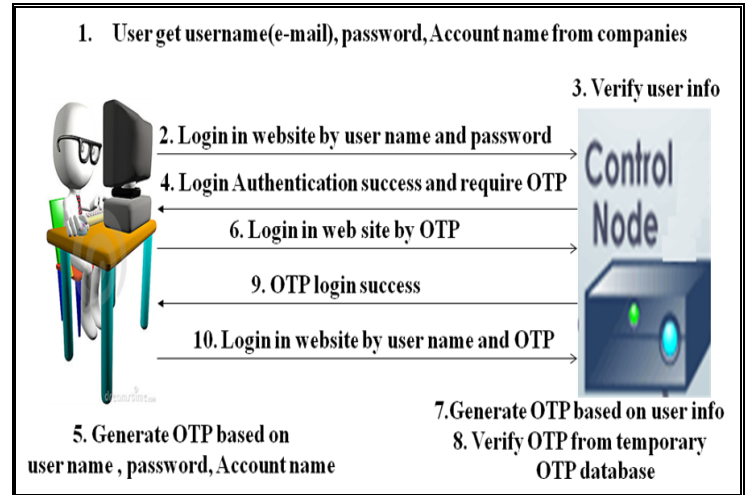 1. User get username(e-mail), password, Account name from companies
3. Verify user info
2. Login in website by user name and password
Control
Node
4. Login Authentication success and require OTP
6. Login in web site by OTP
9. OTP login success
10. Login in website by user name and OTP
dreamstime.com
5. Generate OTP based on
user name , password, Account name
7.Generate OTP based on user info
8. Verify OTP from temporary
OTP database